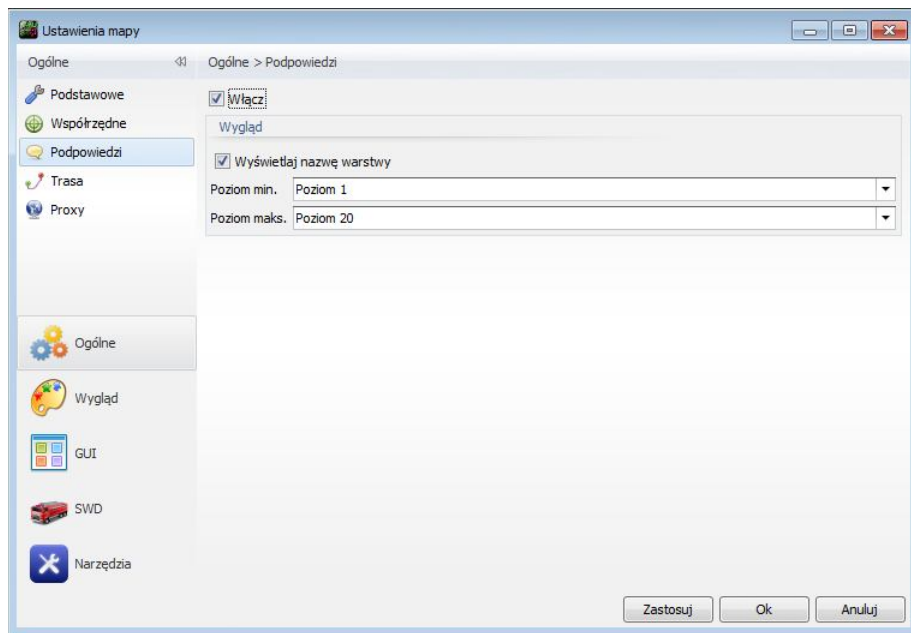 Ustawienia mapy
Ogólne
Ogólne > Podpowiedzi
Podstawowe
Współrzędne
Podpowiedzi
Trasa
Proxy
Włącz
Wygląd
Wyświetlaj nazwę warstwy
Poziom min. Poziom 1
Poziom maks. Poziom 20
Ogólne
Wygląd
GUI
SWD
Narzędzia
Zastosuj Ok Anuluj